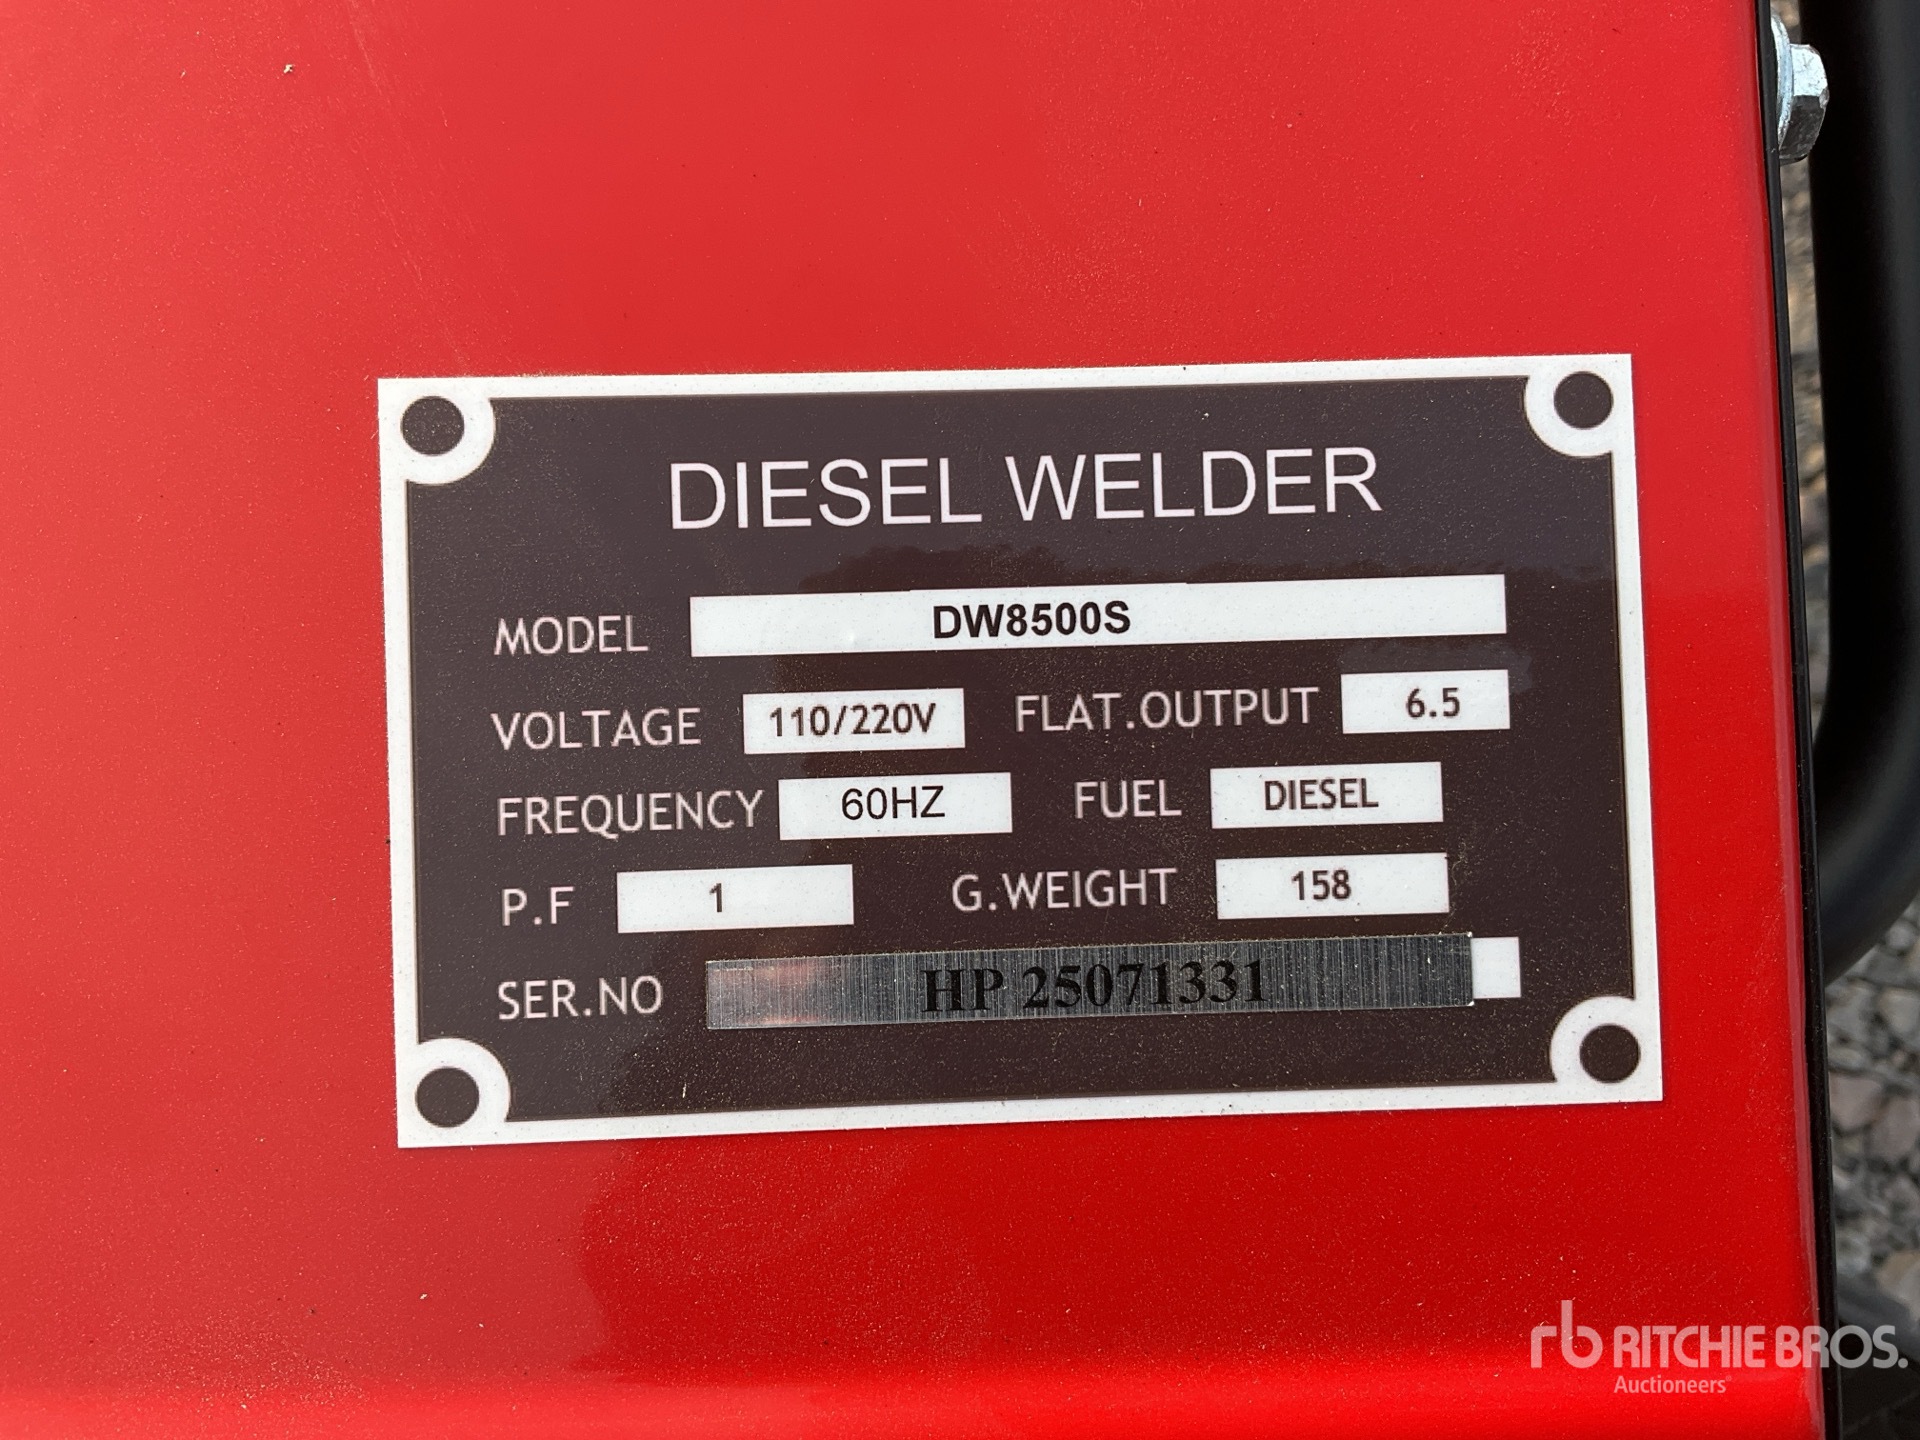 DIESEL WELDER
MODEL DW8500S
VOLTAGE 110/220V FLAT.OUTPUT 6.5
FREQUENCY 60HZ FUEL DIESEL
P.F 1 G.WEIGHT 158
SER.NO HP 25071331
rb RITCHIE BROS.
Auctioneers